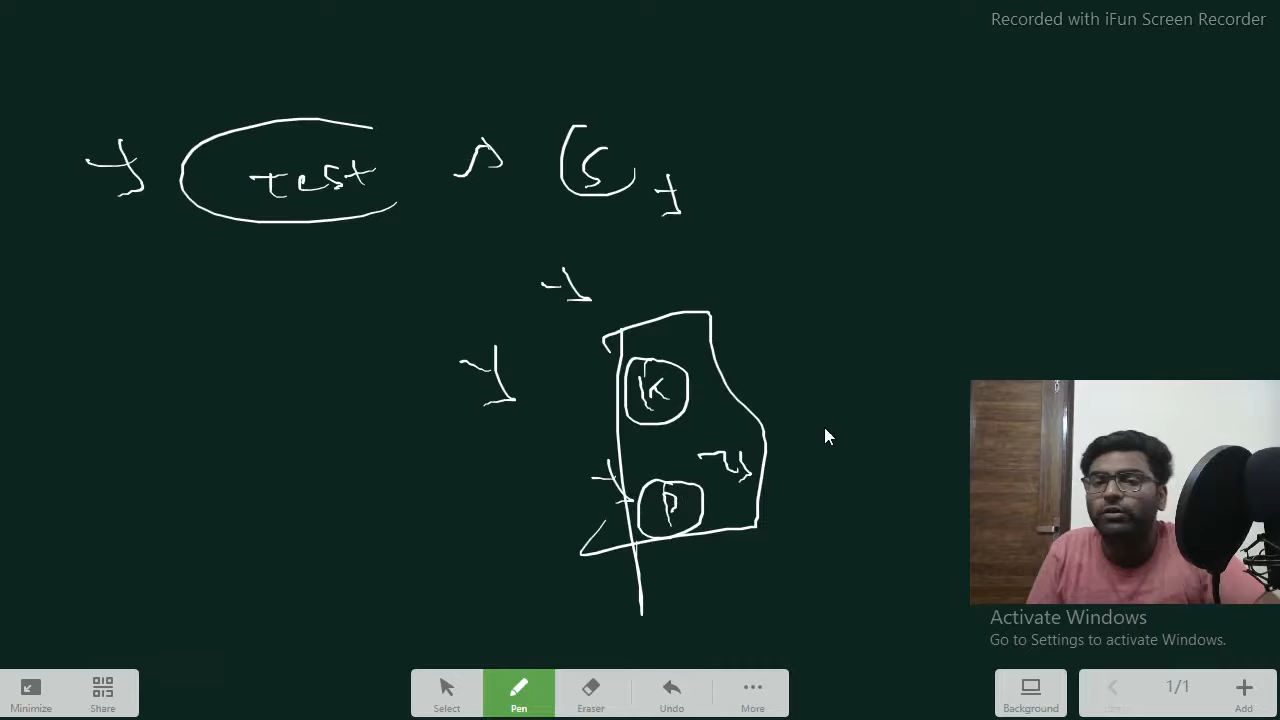 Recorded with iFun Screen Recorder
test
S
K
P
Activate Windows
Go to Settings to activate Windows.
Minimize
Share
Select
Pen
Eraser
Undo
More
Background
1/1
Add